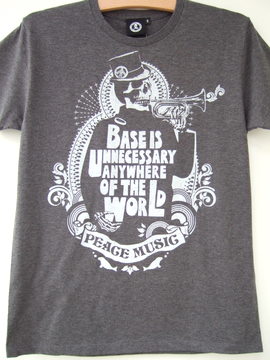 BASE IS
UNNECESSARY
ANYWHERE
OF THE
WORLD
PEACE MUSIC